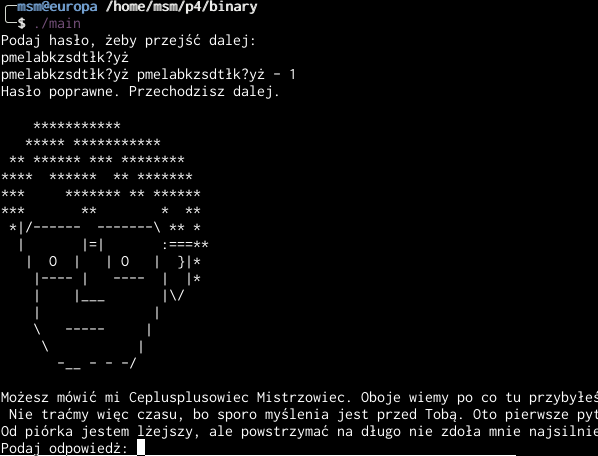 msm@europa /home/msm/p4/binary
$ ./main
Podaj hasło, żeby przejść dalej:
pmelabkzsdtłk?yż
pmelabkzsdtłk?yż pmelabkzsdtłk?yż - 1
Hasło poprawne. Przechodzisz dalej.
    ***********
   ***** ***********
 ** ****** *** ********
****  ******  ** *******
***     ******* ** ******
***       **        *  **
 *|/------  -------\ ** *
  |       |=|       :===**
   |  O  |   | O   |  }|*
    |---- |   ----  |  |*
    |    |___       |\/
    |              |
    \   -----     |
     \           |
       -__ - - -/
Możesz mówić mi Ceplusplusowiec Mistrzowiec. Oboje wiemy po co tu przybyłeś
 Nie traćmy więc czasu, bo sporo myślenia jest przed Tobą. Oto pierwsze pyt
Od piórka jestem lżejszy, ale powstrzymać na długo nie zdoła mnie najsilnie
Podaj odpowiedź: